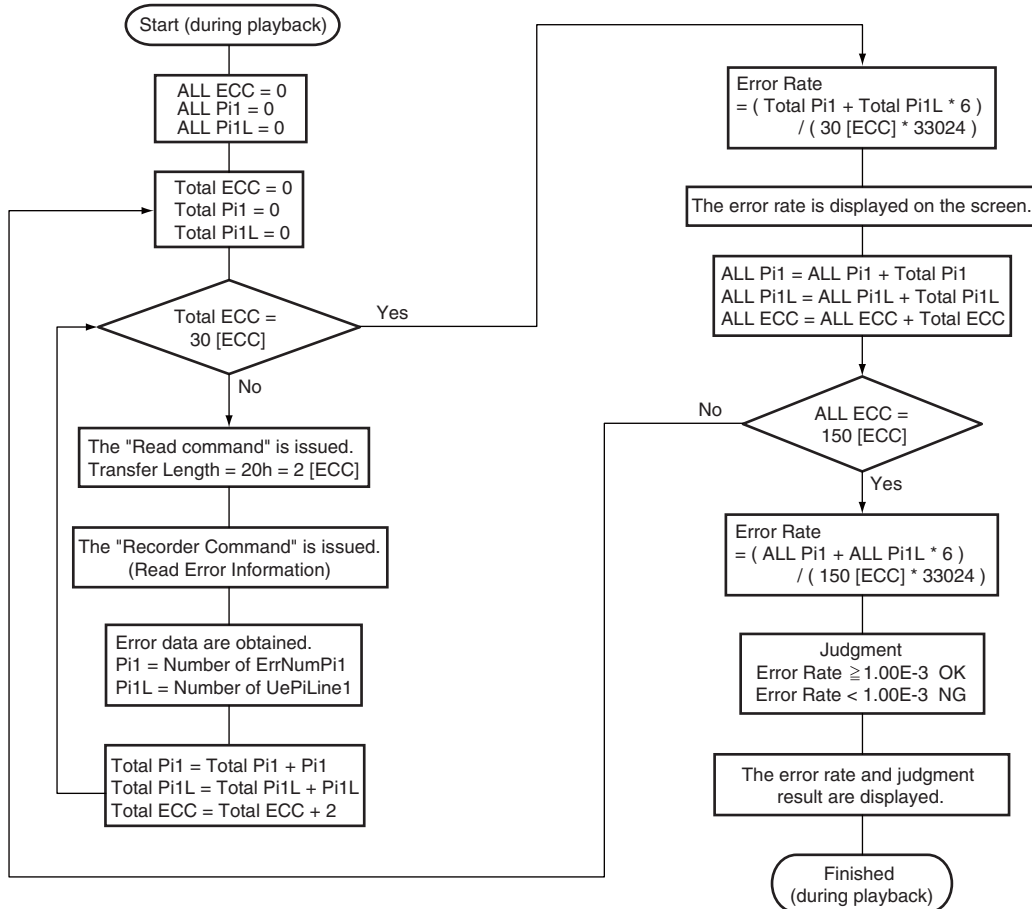 Start (during playback)
ALL ECC = 0
ALL Pi1 = 0
ALL Pi1L = 0
Total ECC = 0
Total Pi1 = 0
Total Pi1L = 0
Total ECC =
30 [ECC]
Yes
No
The "Read command" is issued.
Transfer Length = 20h = 2 [ECC]
The "Recorder Command" is issued.
(Read Error Information)
Error data are obtained.
Pi1 = Number of ErrNumPi1
Pi1L = Number of UePiLine1
Total Pi1 = Total Pi1 + Pi1
Total Pi1L = Total Pi1L + Pi1L
Total ECC = Total ECC + 2
Error Rate
= ( Total Pi1 + Total Pi1L * 6 )
/ ( 30 [ECC] * 33024 )
The error rate is displayed on the screen.
ALL Pi1 = ALL Pi1 + Total Pi1
ALL Pi1L = ALL Pi1L + Total Pi1L
ALL ECC = ALL ECC + Total ECC
No
ALL ECC =
150 [ECC]
Yes
Error Rate
= ( ALL Pi1 + ALL Pi1L * 6 )
/ ( 150 [ECC] * 33024 )
Judgment
Error Rate ≧1.00E-3 OK
Error Rate < 1.00E-3 NG
The error rate and judgment
result are displayed.
Finished
(during playback)